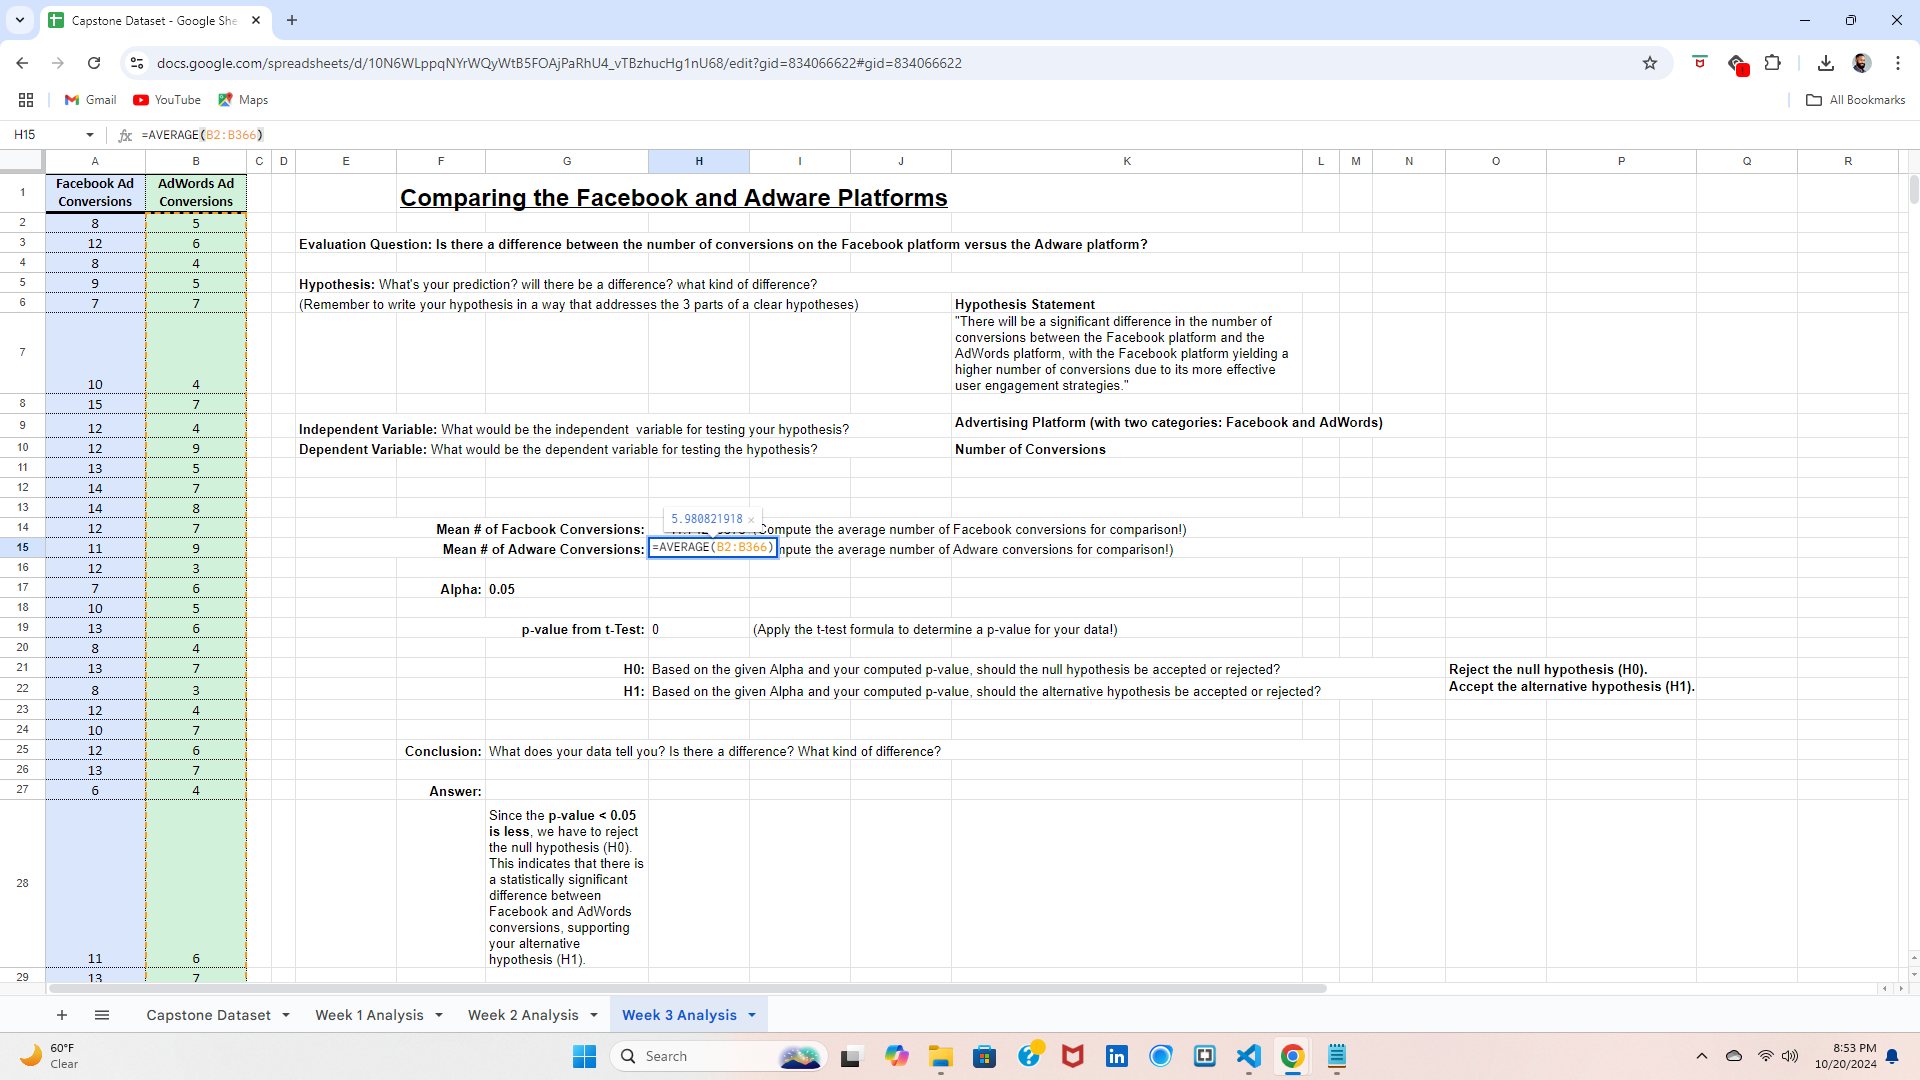 Capstone Dataset - Google She
docs.google.com/spreadsheets/d/10N6WLppqNYrWQyWtB5FOAjPaRhU4_vTBzhucHg1nU68/edit?gid=834066622#gid=834066622
Gmail YouTube Maps All Bookmarks
H15 fx =AVERAGE(B2:B366)
A B C D E F G H I J K L M N O P Q R
1 Facebook Ad Conversions AdWords Ad Conversions Comparing the Facebook and Adware Platforms
2 8 5
3 12 6 Evaluation Question: Is there a difference between the number of conversions on the Facebook platform versus the Adware platform?
4 8 4
5 9 5 Hypothesis: What's your prediction? will there be a difference? what kind of difference?
6 7 7 (Remember to write your hypothesis in a way that addresses the 3 parts of a clear hypotheses) Hypothesis Statement
"There will be a significant difference in the number of
conversions between the Facebook platform and the
AdWords platform, with the Facebook platform yielding a
higher number of conversions due to its more effective
user engagement strategies."
7 10 4
8 15 7
9 12 4 Independent Variable: What would be the independent variable for testing your hypothesis? Advertising Platform (with two categories: Facebook and AdWords)
10 12 9 Dependent Variable: What would be the dependent variable for testing the hypothesis? Number of Conversions
11 13 5
12 14 7
13 14 8
5.980821918 ×
14 12 7 Mean # of Facbook Conversions: Compute the average number of Facebook conversions for comparison!)
15 11 9 Mean # of Adware Conversions: =AVERAGE(B2:B366) mpute the average number of Adware conversions for comparison!)
16 12 3
17 7 6 Alpha: 0.05
18 10 5
19 13 6 p-value from t-Test: 0 (Apply the t-test formula to determine a p-value for your data!)
20 8 4
21 13 7 H0: Based on the given Alpha and your computed p-value, should the null hypothesis be accepted or rejected? Reject the null hypothesis (H0).
22 8 3 H1: Based on the given Alpha and your computed p-value, should the alternative hypothesis be accepted or rejected? Accept the alternative hypothesis (H1).
23 12 4
24 10 7
25 12 6 Conclusion: What does your data tell you? Is there a difference? What kind of difference?
26 13 7
27 6 4 Answer:
Since the p-value < 0.05
is less, we have to reject
the null hypothesis (H0).
This indicates that there is
a statistically significant
difference between
Facebook and AdWords
conversions, supporting
your alternative
hypothesis (H1).
28 11 6
29 13 7
Capstone Dataset Week 1 Analysis Week 2 Analysis Week 3 Analysis
60°F
Clear
Search
8:53 PM
10/20/2024